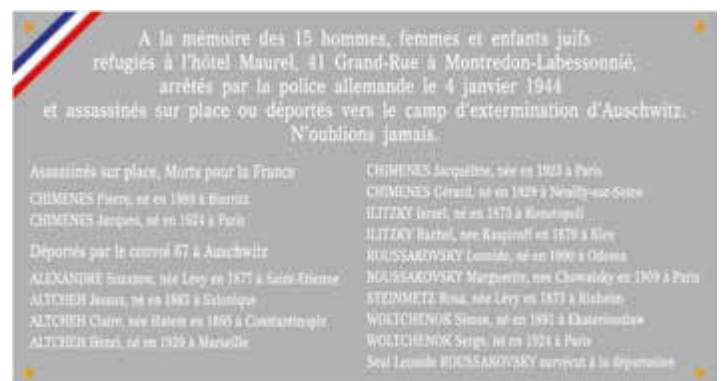 A la mémoire des 15 hommes, femmes et enfants juifs
réfugiés à l'hôtel Maurel, 41 Grand-Rue à Montredon-Labessonnié,
arrêtés par la police allemande le 4 janvier 1944
et assassinés sur place ou déportés vers le camp d'extermination d'Auschwitz.
N'oublions jamais.
Assassinés sur place, Morts pour la France
CHIMENES Pierre, né en 1889 à Biarritz
CHIMENES Jacques, né en 1924 à Paris
Déportés par le convoi 67 à Auschwitz
ALEXANDRE Suzanne, née Levy en 1877 à Saint-Etienne
ALTCHEH Jesaua, né en 1883 à Salonique
ALTCHEH Claire, née Hatem en 1895 à Constantinople
ALTCHEH Henri, né en 1929 à Marseille
CHIMENES Jacqueline, née en 1923 à Paris
CHIMENES Gérard, né en 1929 à Neuilly-sur-Seine
ILITZKY Israel, né en 1875 à
ILITZKY Rachel, née en 1879 à Kiev
ROUSSAKOVSKY Leonide, né en 1900 à Odessa
ROUSSAKOVSKY Marguerite, née en 1909 à Paris
STEINMETZ Rosa, née Lévy en 1873 à
WOLTCHENOK Simon, né en 1891 à Ekaterinoslaw
WOLTCHENOK Serge, né en 1924 à Paris
Seul Leonide ROUSSAKOVSKY survécut à la déportation